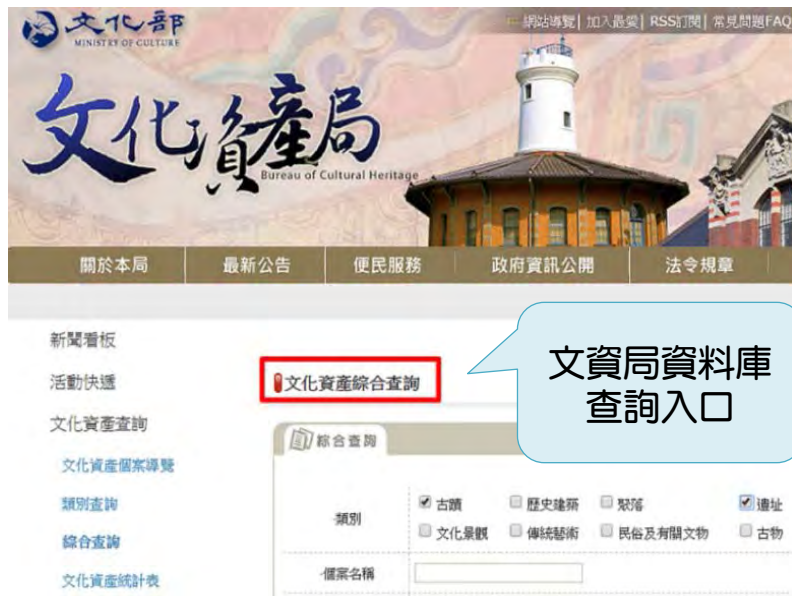 文化部
MINISTRY OF CULTURE
網站導覽| 加入最愛| RSS訂閱| 常見問題FAQ
文化資產局
Bureau of Cultural Heritage
關於本局
最新公告
便民服務
政府資訊公開
法令規章
新聞看板
活動快遞
文化資產查詢
文化資產個案導覽
類別查詢
綜合查詢
文化資產統計表
文化資產綜合查詢
文資局資料庫
查詢入口
綜合查詢
類別
古蹟 歷史建築 聚落 遺址
文化景觀 傳統藝術 民俗及有關文物 古物
個案名稱